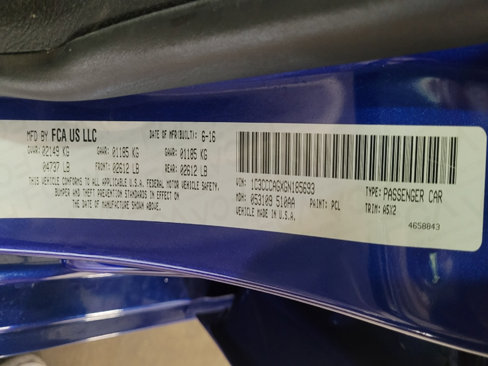 MFD BY FCA US LLC DATE OF MFR(BUILT): 6-16
GVWR: 02149 KG GAWR: 01185 KG GAWR: 01185 KG
04737 LB FRONT: 02612 LB REAR: 02612 LB
THIS VEHICLE CONFORMS TO ALL APPLICABLE U.S.A. FEDERAL MOTOR VEHICLE SAFETY,
BUMPER AND THEFT PREVENTION STANDARDS IN EFFECT ON
THE DATE OF MANUFACTURE SHOWN ABOVE.
VIN: 1C3CCCAGXGN185693 TYPE: PASSENGER CAR
MDH: 053109 510AA PAINT: PCL TRIM: A5X2
VEHICLE MADE IN U.S.A. 4658843